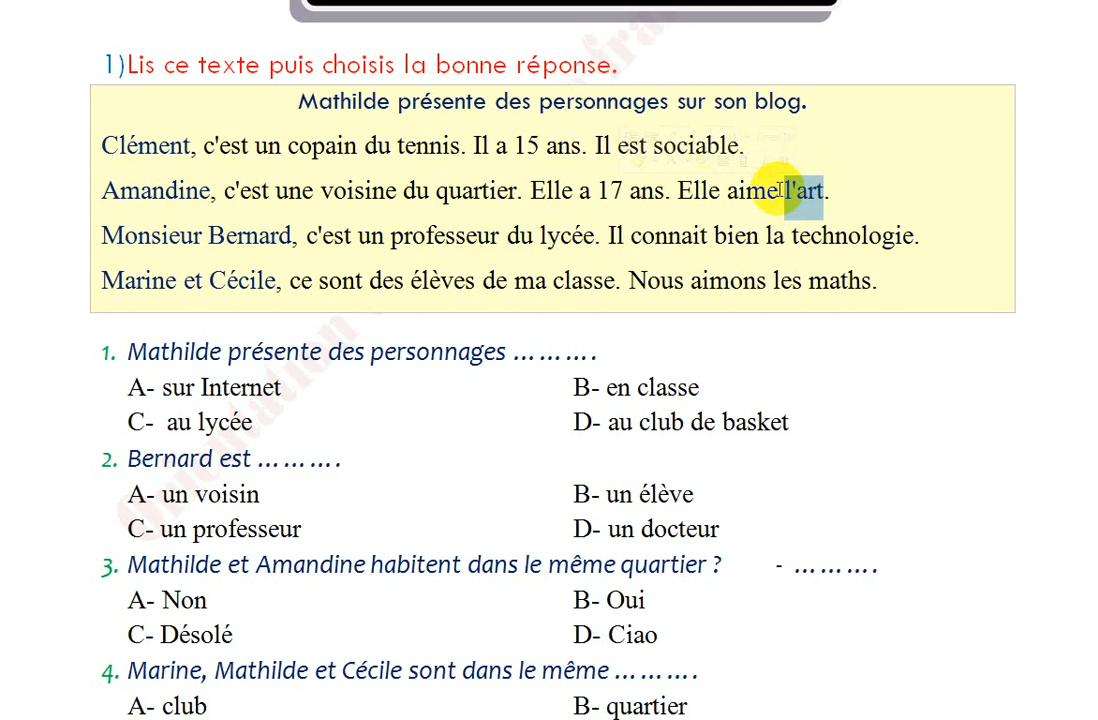 1)Lis ce texte puis choisis la bonne réponse.
Mathilde présente des personnages sur son blog.
Clément, c'est un copain du tennis. Il a 15 ans. Il est sociable.
Amandine, c'est une voisine du quartier. Elle a 17 ans. Elle aime l'art.
Monsieur Bernard, c'est un professeur du lycée. Il connait bien la technologie.
Marine et Cécile, ce sont des élèves de ma classe. Nous aimons les maths.
1. Mathilde présente des personnages ……….
A- sur Internet B- en classe
C- au lycée D- au club de basket
2. Bernard est ……….
A- un voisin B- un élève
C- un professeur D- un docteur
3. Mathilde et Amandine habitent dans le même quartier ? - ……….
A- Non B- Oui
C- Désolé D- Ciao
4. Marine, Mathilde et Cécile sont dans le même ……….
A- club B- quartier